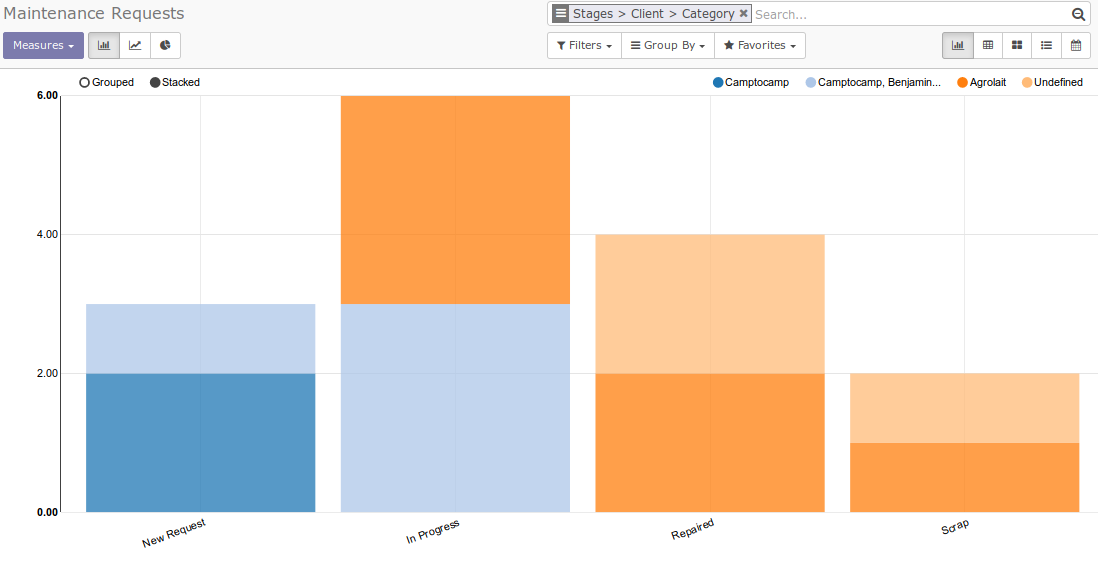 Maintenance Requests
Stages > Client > Category
Search...
Measures
Filters
Group By
Favorites
Grouped
Stacked
Camptocamp
Camptocamp, Benjamin...
Agrolait
Undefined
6.00
4.00
2.00
0.00
New Request
In Progress
Repaired
Scrap